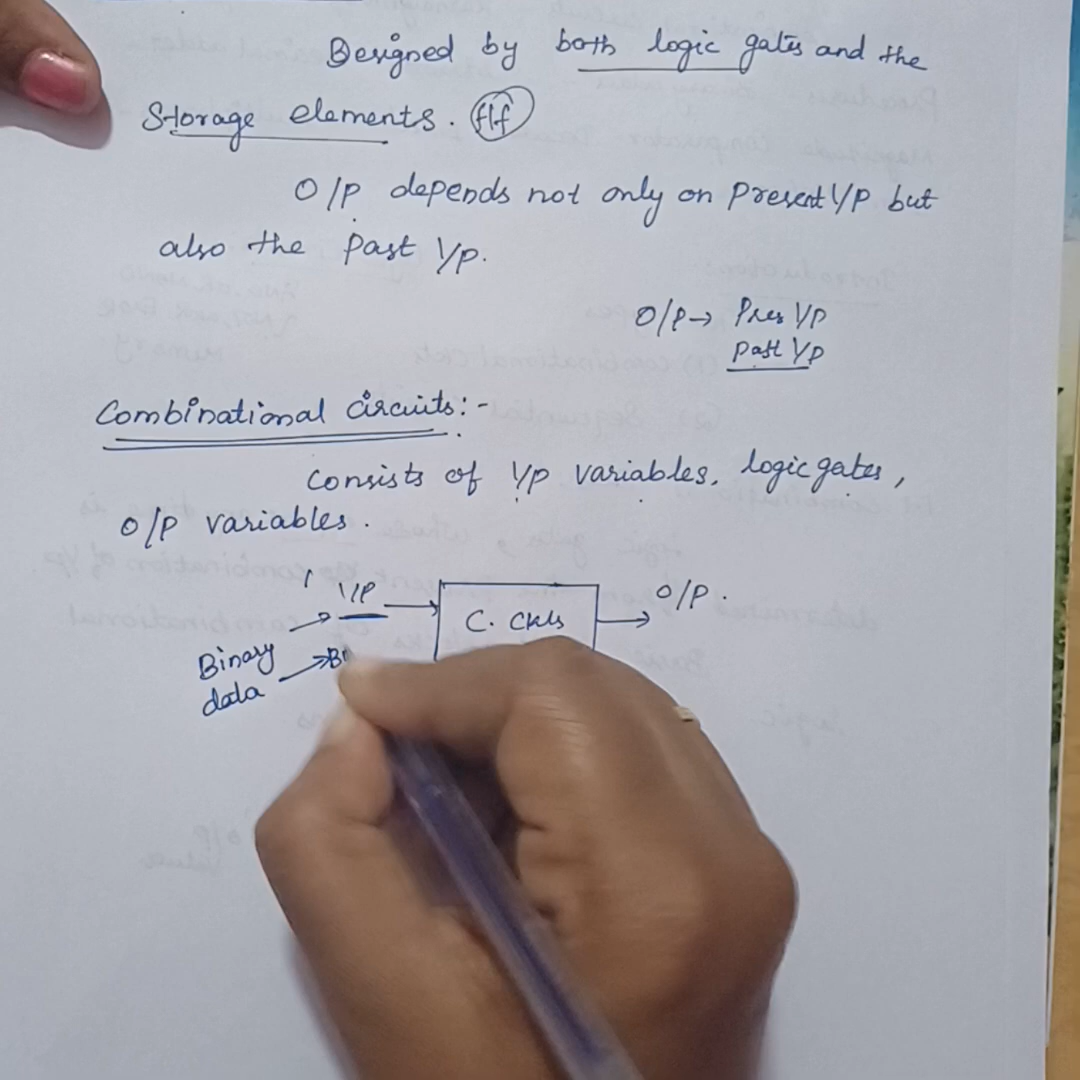 Designed by both logic gates and the
Storage elements. (f/f)
O/P depends not only on Present I/P but
also the Past I/P.
O/P → Pres I/P
Past I/P
Combinational circuits:-
Consists of I/P variables, logic gates,
O/P variables.
I/P → C. Ckts → O/P.
Binary
data